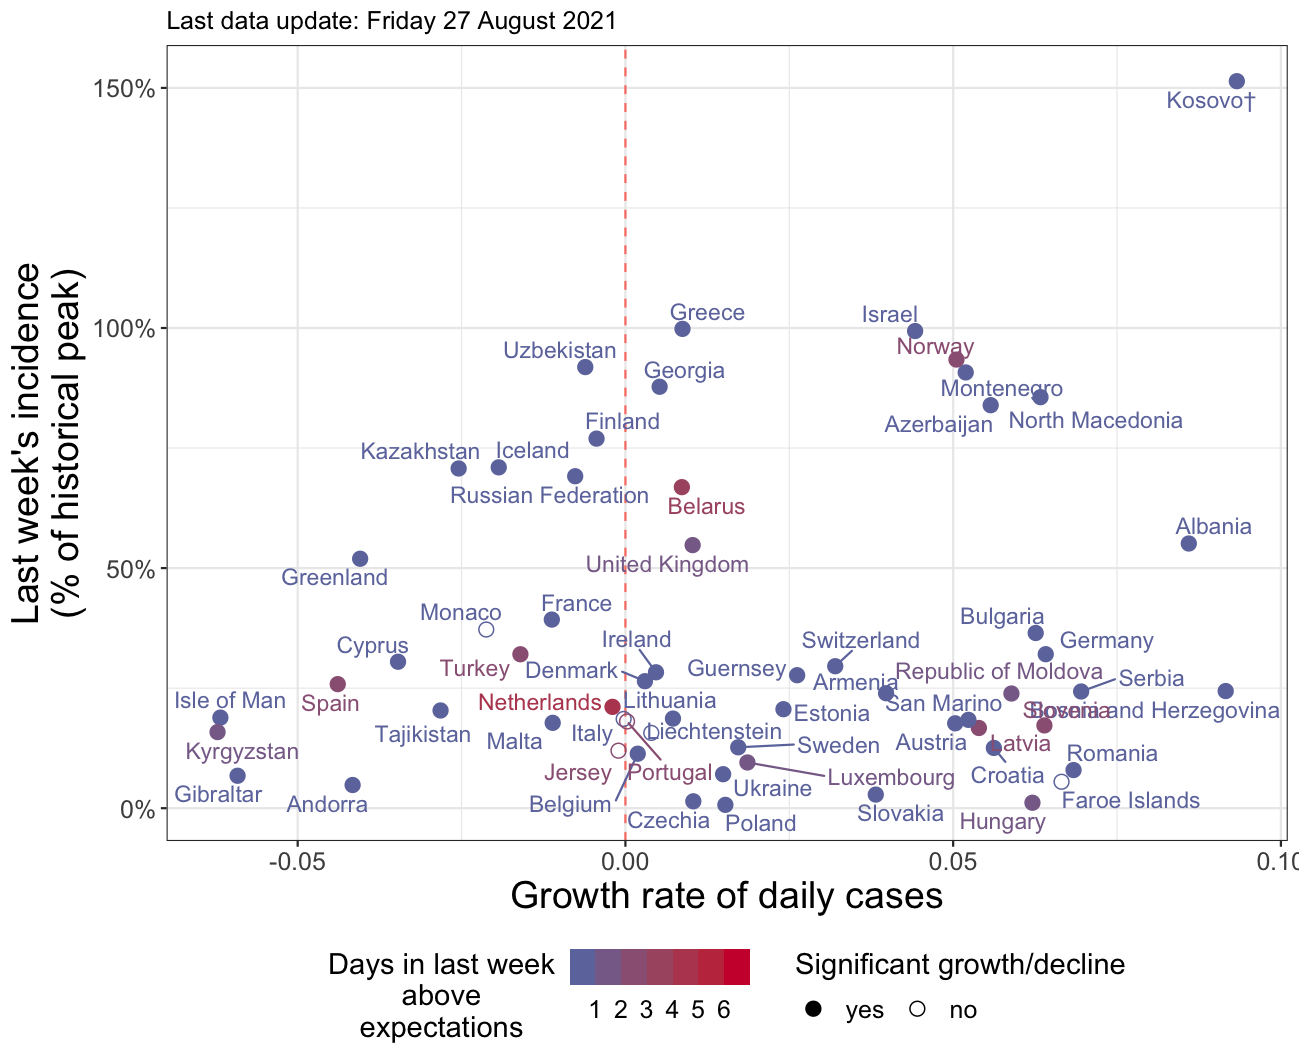 Last data update: Friday 27 August 2021
Last week's incidence
(% of historical peak)
150%
100%
50%
0%
Kosovo†
Greece
Israel
Uzbekistan
Norway
Georgia
Montenegro
Finland
Azerbaijan
North Macedonia
Kazakhstan
Iceland
Russian Federation
Belarus
Albania
United Kingdom
Greenland
France
Monaco
Bulgaria
Cyprus
Ireland
Switzerland
Germany
Turkey
Denmark
Guernsey
Republic of Moldova
Armenia
Serbia
Isle of Man
Spain
Netherlands
Lithuania
San Marino
Slovenia
Bosnia and Herzegovina
Estonia
Tajikistan
Malta
Italy
Liechtenstein
Sweden
Austria
Latvia
Kyrgyzstan
Romania
Jersey
Portugal
Luxembourg
Croatia
Gibraltar
Andorra
Belgium
Ukraine
Faroe Islands
Czechia
Poland
Slovakia
Hungary
-0.05
0.00
0.05
0.10
Growth rate of daily cases
Days in last week
above
expectations
1 2 3 4 5 6
Significant growth/decline
yes
no